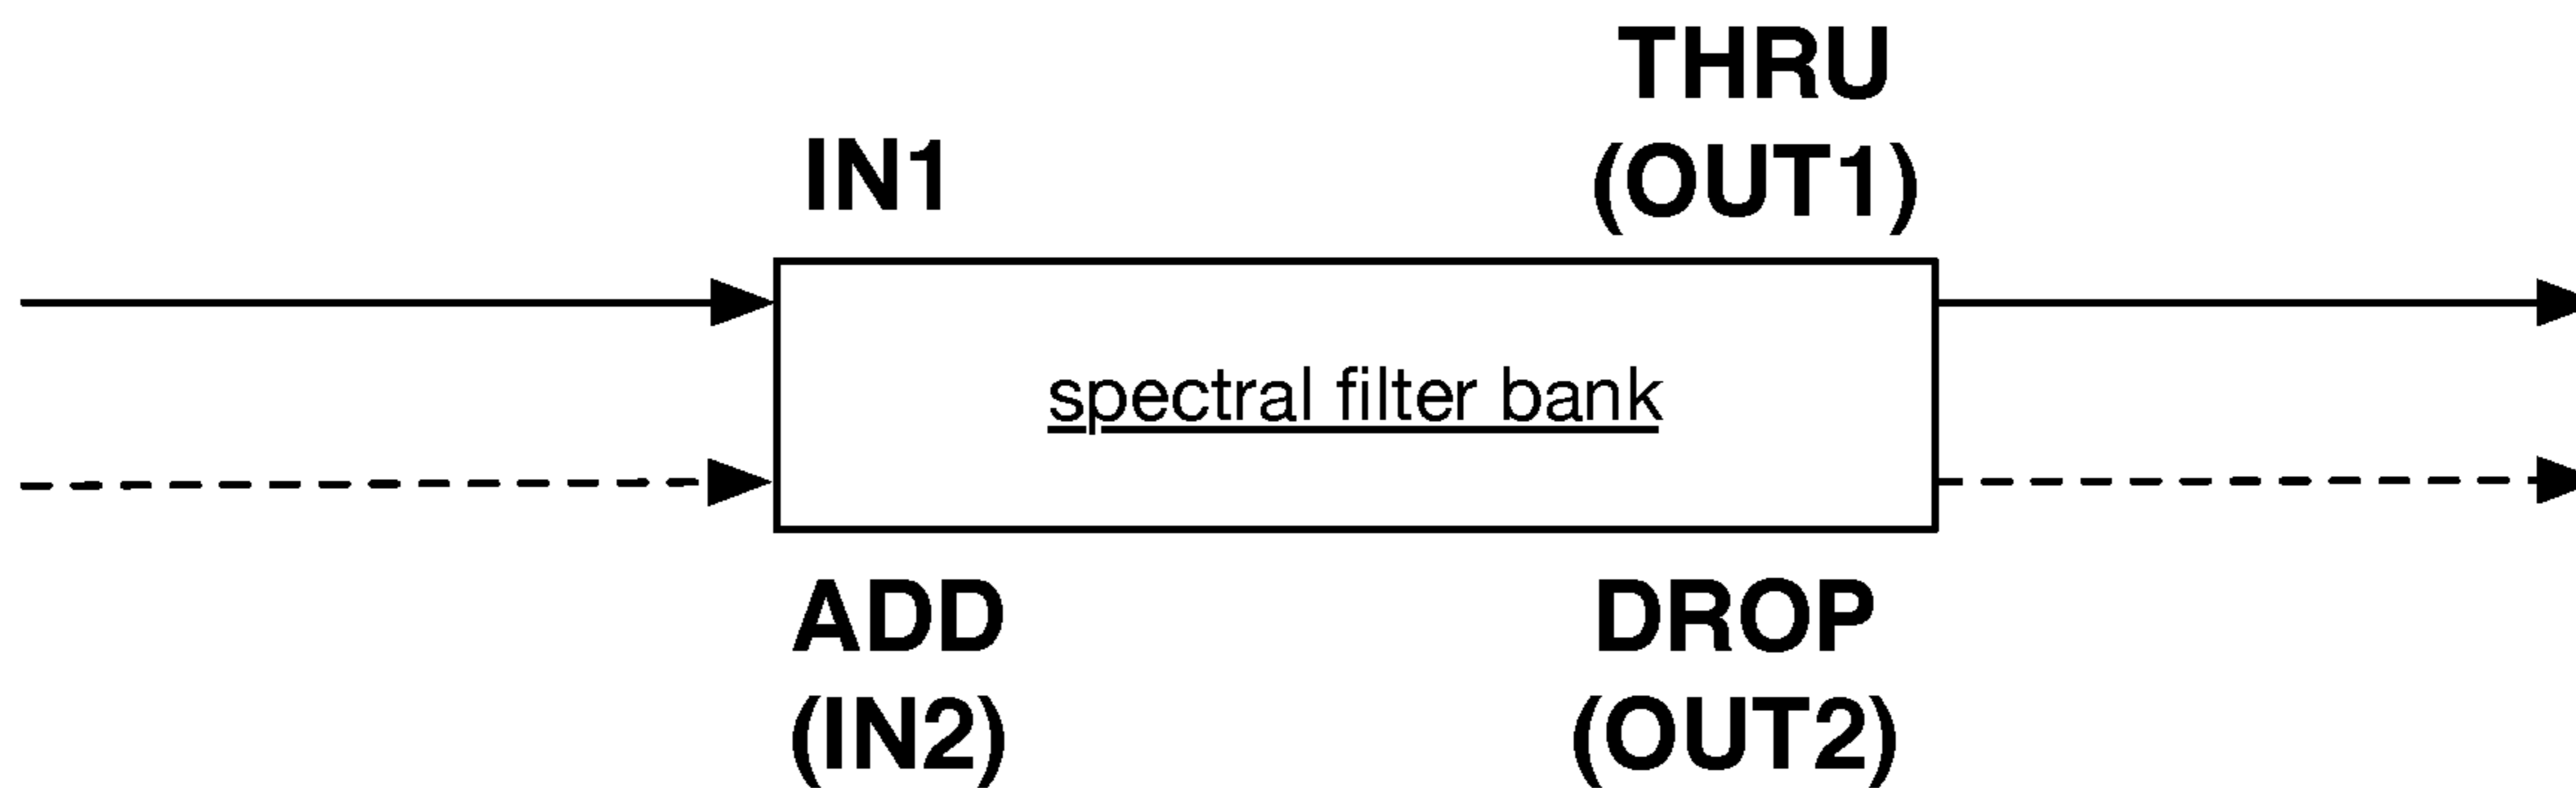 THRU
(OUT1)
IN1
spectral filter bank
ADD
(IN2)
DROP
(OUT2)